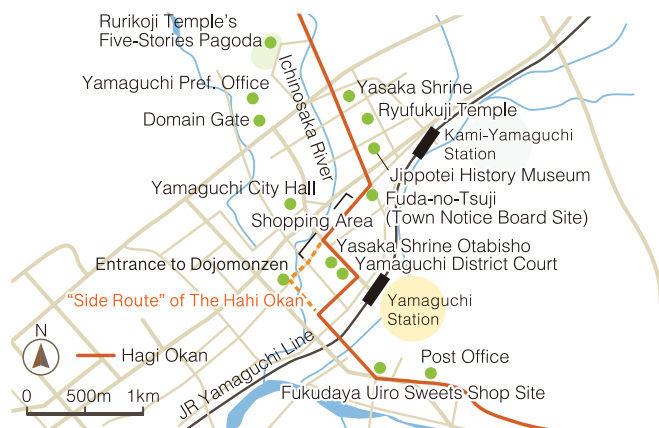 Rurikoji Temple's
Five-Stories Pagoda
Ichinosaka River
Yamaguchi Pref. Office
Domain Gate
Yasaka Shrine
Ryufukuji Temple
Kami-Yamaguchi
Station
Jippotei History Museum
Yamaguchi City Hall
Fuda-no-Tsuji
(Town Notice Board Site)
Shopping Area
Yasaka Shrine Otabisho
Yamaguchi District Court
Entrance to Dojomonzen
"Side Route" of The Hahi Okan
Yamaguchi
Station
N
Hagi Okan
JR Yamaguchi Line
Post Office
Fukudaya Uiro Sweets Shop Site
0 500m 1km